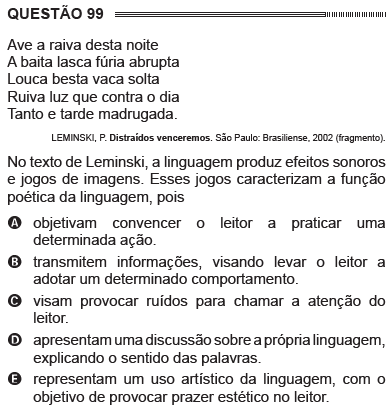 QUESTÃO 99
Ave a raiva desta noite
A baita lasca fúria abrupta
Louca besta vaca solta
Ruiva luz que contra o dia
Tanto e tarde madrugada.
LEMINSKI, P. Distraídos venceremos. São Paulo: Brasiliense, 2002 (fragmento).
No texto de Leminski, a linguagem produz efeitos sonoros
e jogos de imagens. Esses jogos caracterizam a função
poética da linguagem, pois
A objetivam convencer o leitor a praticar uma
determinada ação.
B transmitem informações, visando levar o leitor a
adotar um determinado comportamento.
C visam provocar ruídos para chamar a atenção do
leitor.
D apresentam uma discussão sobre a própria linguagem,
explicando o sentido das palavras.
E representam um uso artístico da linguagem, com o
objetivo de provocar prazer estético no leitor.